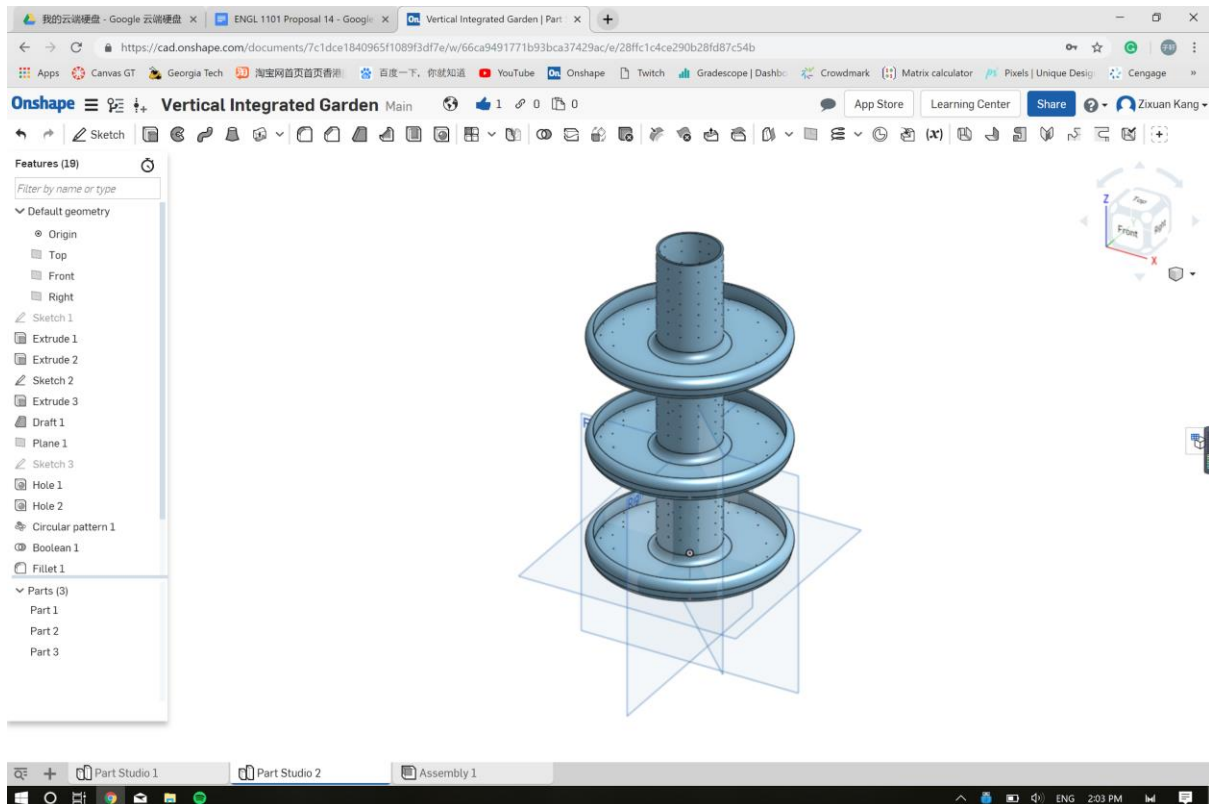 我的云端硬盘 - Google 云端硬盘 × ENGL 1101 Proposal 14 - Google × On. Vertical Integrated Garden | Part × +
https://cad.onshape.com/documents/7c1dce1840965f1089f3df7e/w/66ca9491771b93bca37429ac/e/28ffc1c4ce290b28fd87c54b
Apps Canvas GT Georgia Tech 淘宝网首页首页香港 百度一下,你就知道 YouTube On Onshape Twitch Gradescope | Dashbo Crowdmark Matrix calculator Pixels | Unique Desig Cengage »
Onshape Vertical Integrated Garden Main 1 0 0 App Store Learning Center Share Zixuan Kang
Sketch (x)
Features (19)
Filter by name or type
Default geometry
Origin
Top
Front
Right
Sketch 1
Extrude 1
Extrude 2
Sketch 2
Extrude 3
Draft 1
Plane 1
Sketch 3
Hole 1
Hole 2
Circular pattern 1
Boolean 1
Fillet 1
Parts (3)
Part 1
Part 2
Part 3
Z
Top
Front Right
X
Part Studio 1 Part Studio 2 Assembly 1
ENG 2:03 PM